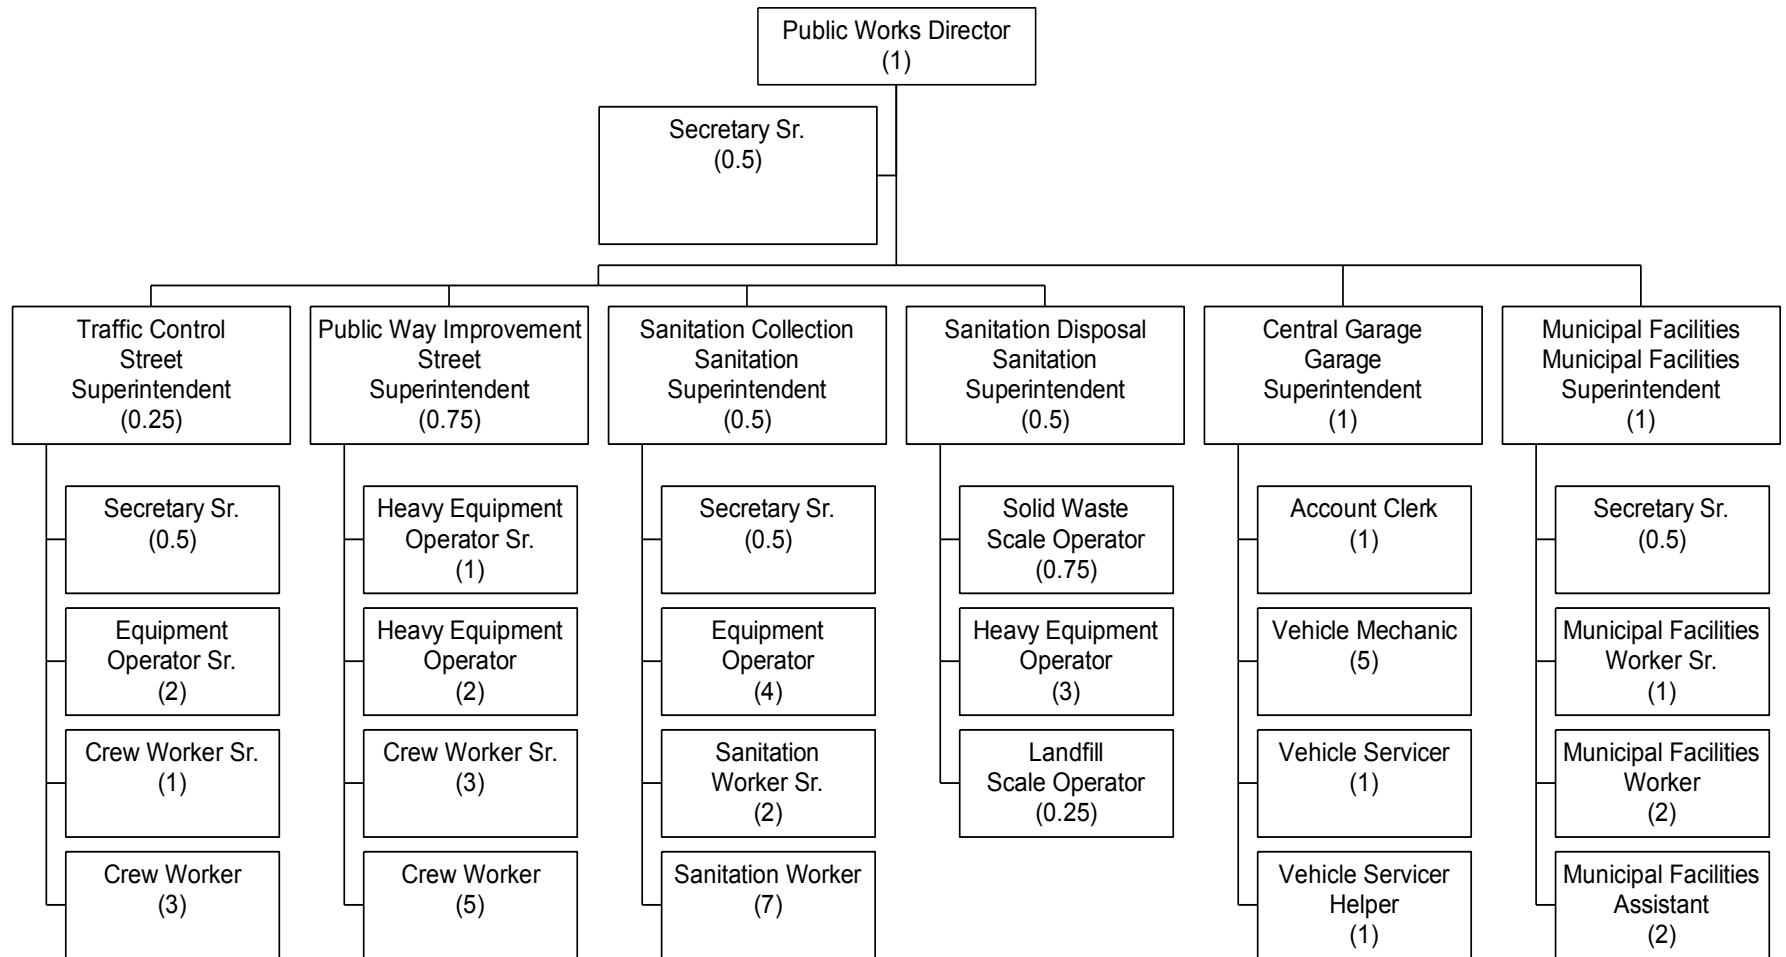 Public Works Director
(1)
Secretary Sr.
(0.5)
Traffic Control
Street
Superintendent
(0.25)
Public Way Improvement
Street
Superintendent
(0.75)
Sanitation Collection
Sanitation
Superintendent
(0.5)
Sanitation Disposal
Sanitation
Superintendent
(0.5)
Central Garage
Garage
Superintendent
(1)
Municipal Facilities
Municipal Facilities
Superintendent
(1)
Secretary Sr.
(0.5)
Equipment
Operator Sr.
(2)
Crew Worker Sr.
(1)
Crew Worker
(3)
Heavy Equipment
Operator Sr.
(1)
Heavy Equipment
Operator
(2)
Crew Worker Sr.
(3)
Crew Worker
(5)
Secretary Sr.
(0.5)
Equipment
Operator
(4)
Sanitation
Worker Sr.
(2)
Sanitation Worker
(7)
Solid Waste
Scale Operator
(0.75)
Heavy Equipment
Operator
(3)
Landfill
Scale Operator
(0.25)
Account Clerk
(1)
Vehicle Mechanic
(5)
Vehicle Servicer
(1)
Vehicle Servicer
Helper
(1)
Secretary Sr.
(0.5)
Municipal Facilities
Worker Sr.
(1)
Municipal Facilities
Worker
(2)
Municipal Facilities
Assistant
(2)